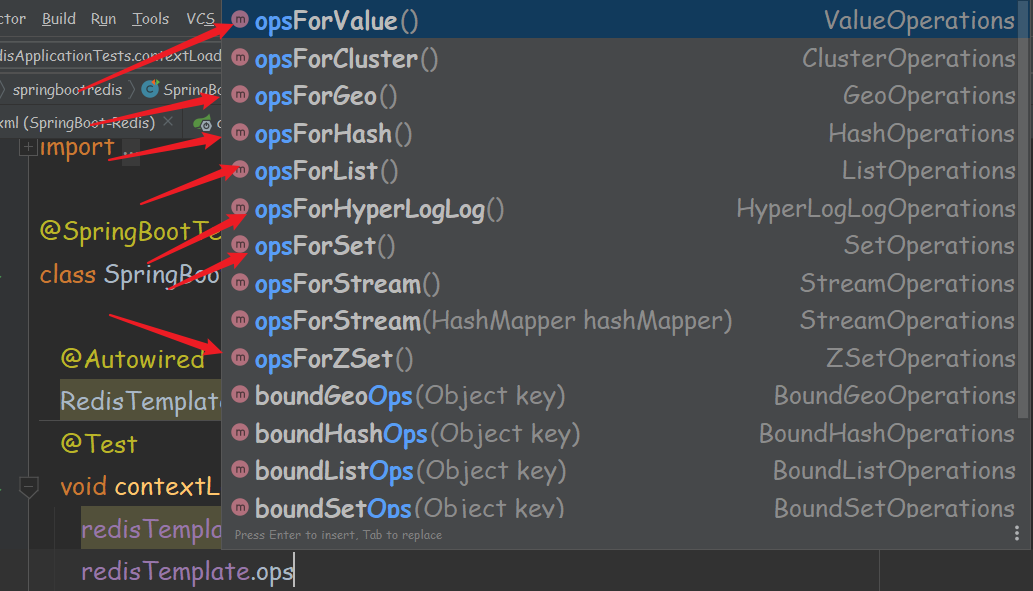 ctor Build Run Tools VCS
disApplicationTests.contextLoad
springbootredis SpringBo
xml (SpringBoot-Redis)
import ...
@SpringBootTe
class SpringBoo
@Autowired
RedisTemplate
@Test
void contextL
redisTempla
redisTemplate.ops
opsForValue() ValueOperations
opsForCluster() ClusterOperations
opsForGeo() GeoOperations
opsForHash() HashOperations
opsForList() ListOperations
opsForHyperLogLog() HyperLogLogOperations
opsForSet() SetOperations
opsForStream() StreamOperations
opsForStream(HashMapper hashMapper) StreamOperations
opsForZSet() ZSetOperations
boundGeoOps(Object key) BoundGeoOperations
boundHashOps(Object key) BoundHashOperations
boundListOps(Object key) BoundListOperations
boundSetOps(Object key) BoundSetOperations
Press Enter to insert, Tab to replace